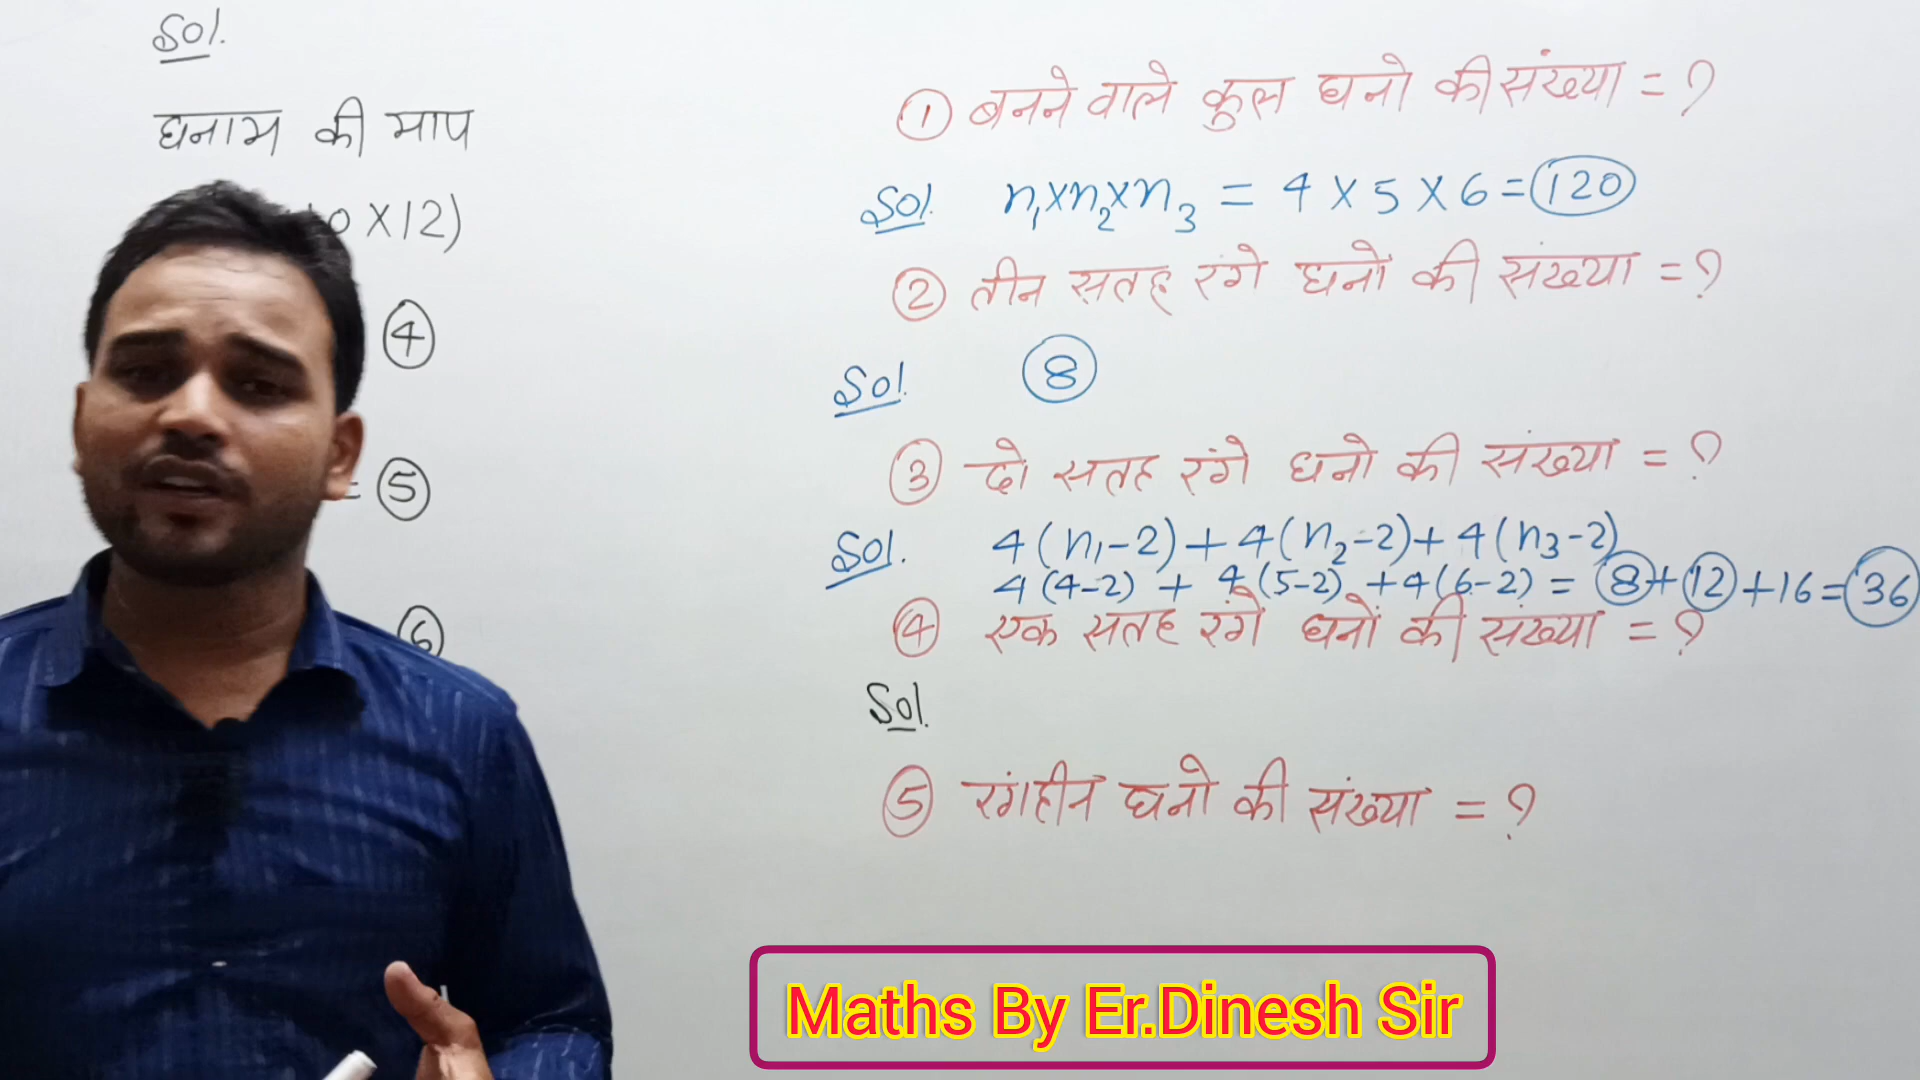 Sol.
घनाभ की माप
0 X 12)
4
= 5
6
① बनने वाले कुल घनो की संख्या = ?
Sol. n₁xn₂xn₃ = 4 X 5 X 6 = 120
② तीन सतह रंगे घनो की संख्या = ?
Sol. 8
③ दो सतह रंगे घनो की संख्या = ?
Sol. 4(n₁-2)+4(n₂-2)+4(n₃-2)
4(4-2) + 4(5-2) +4(6-2) = 8+12+16=36
④ एक सतह रंगे घनों की संख्या = ?
Sol.
⑤ रंगहीन घनो की संख्या = ?
Maths By Er.Dinesh Sir